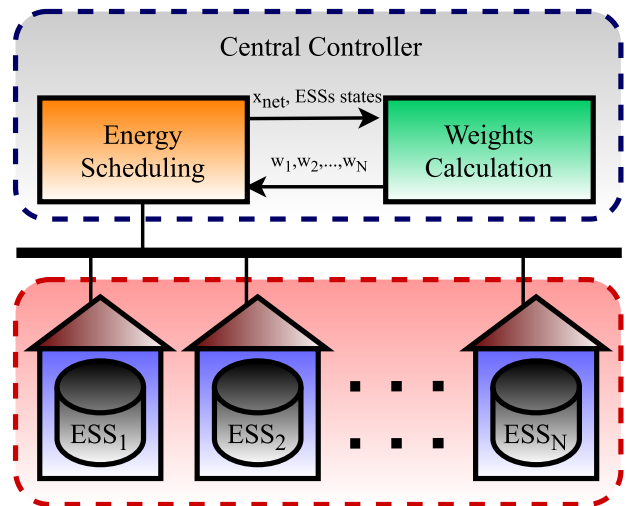 Central Controller
x_net, ESSs states
Energy
Scheduling
Weights
Calculation
w_1,w_2,...,w_N
ESS_1
ESS_2
ESS_N